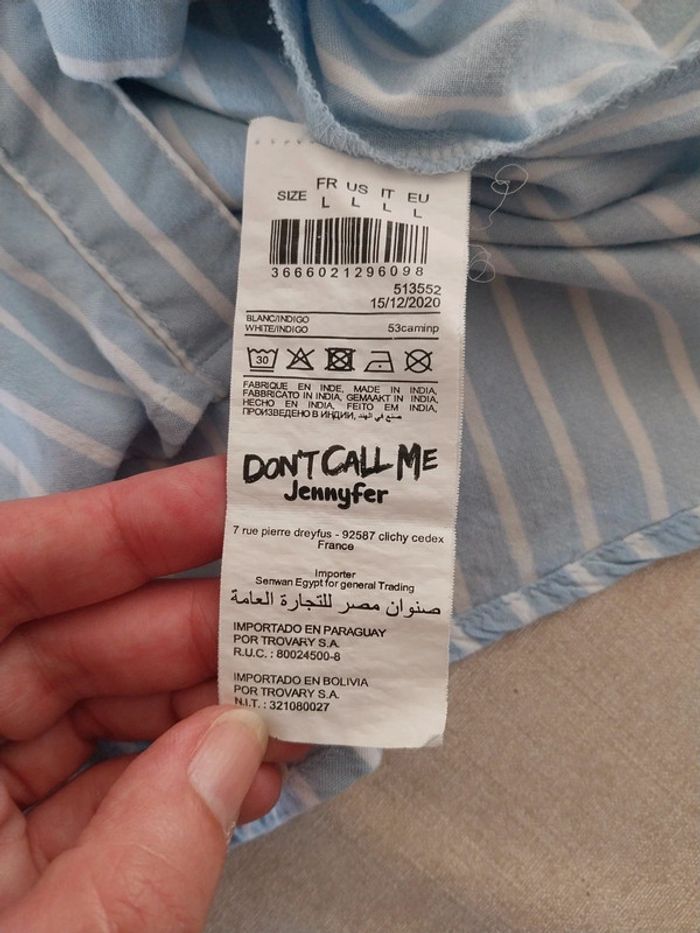 SIZE FR US IT EU
L L L L
3666021296098
513552
15/12/2020
BLANC/INDIGO
WHITE/INDIGO 53caminp
30
FABRIQUE EN INDE, MADE IN INDIA,
FABBRICATO IN INDIA, GEMAAKT IN INDIA,
HECHO EN INDIA, FEITO EM INDIA,
ПРОИЗВЕДЕНО В ИНДИИ, صنع في الهند
DON'T CALL ME
Jennyfer
7 rue pierre dreyfus - 92587 clichy cedex
France
Importer
Senwan Egypt for general Trading
صنوان مصر للتجارة العامة
IMPORTADO EN PARAGUAY
POR TROVARY S.A.
R.U.C. : 80024500-8
IMPORTADO EN BOLIVIA
POR TROVARY S.A.
N.I.T. : 321080027